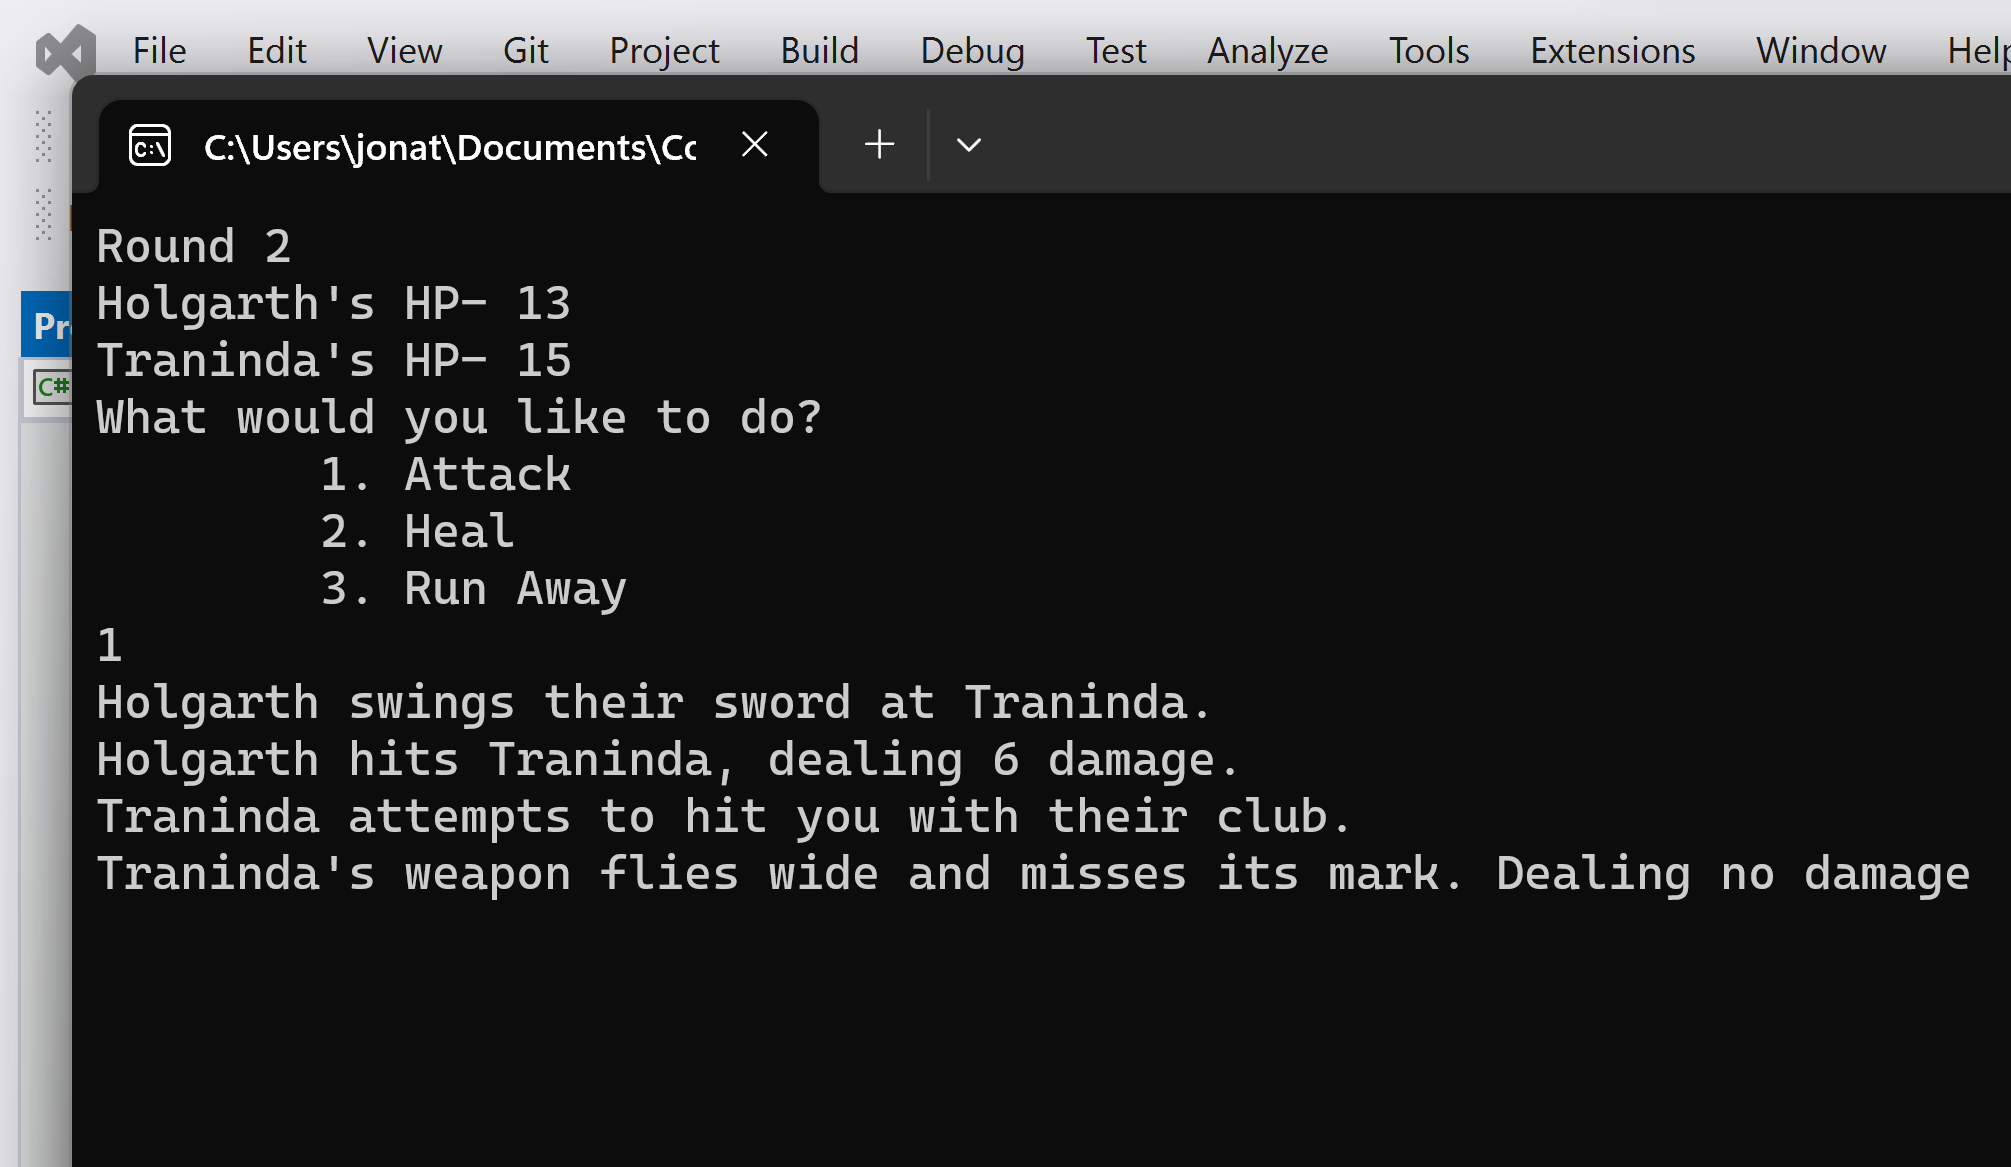 File Edit View Git Project Build Debug Test Analyze Tools Extensions Window Help
C:\Users\jonat\Documents\Co
Round 2
Holgarth's HP- 13
Pr
Traninda's HP- 15
C#
What would you like to do?
1. Attack
2. Heal
3. Run Away
1
Holgarth swings their sword at Traninda.
Holgarth hits Traninda, dealing 6 damage.
Traninda attempts to hit you with their club.
Traninda's weapon flies wide and misses its mark. Dealing no damage